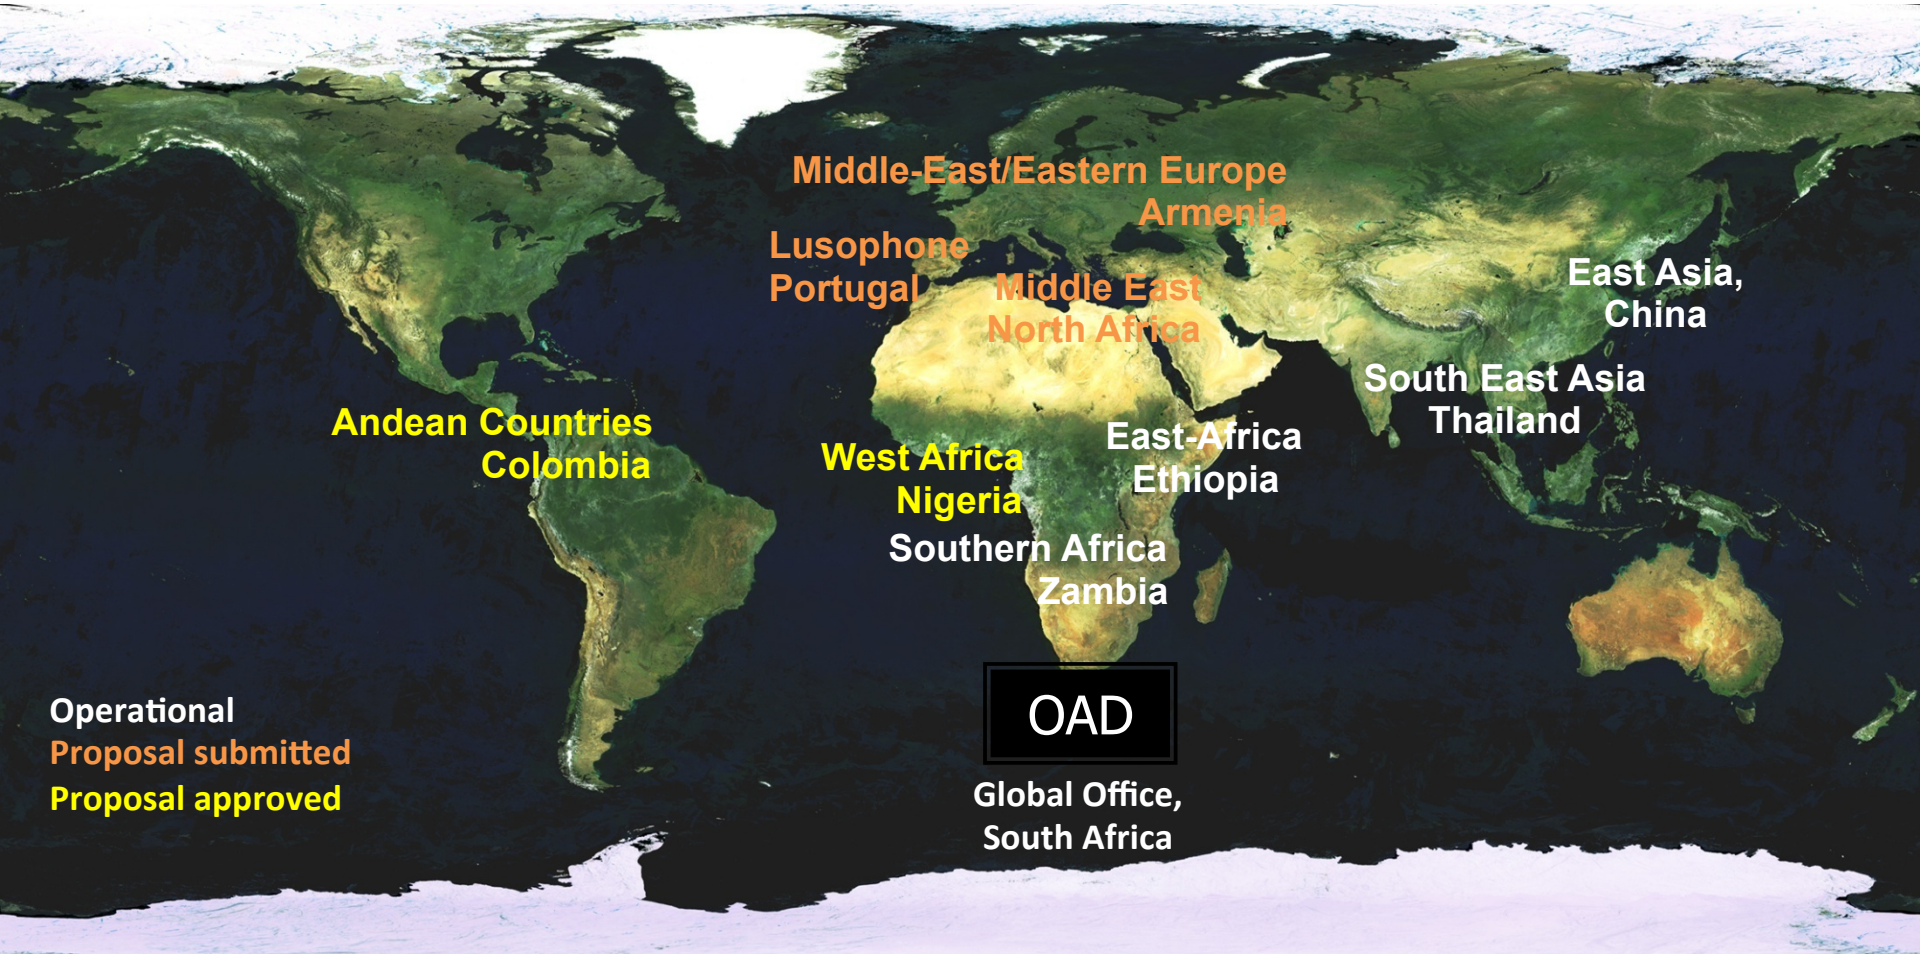 Middle-East/Eastern Europe
Armenia
Lusophone
Portugal
Middle East
North Africa
East Asia,
China
South East Asia
Thailand
Andean Countries
Colombia
West Africa
Nigeria
East-Africa
Ethiopia
Southern Africa
Zambia
OAD
Global Office,
South Africa
Operational
Proposal submitted
Proposal approved